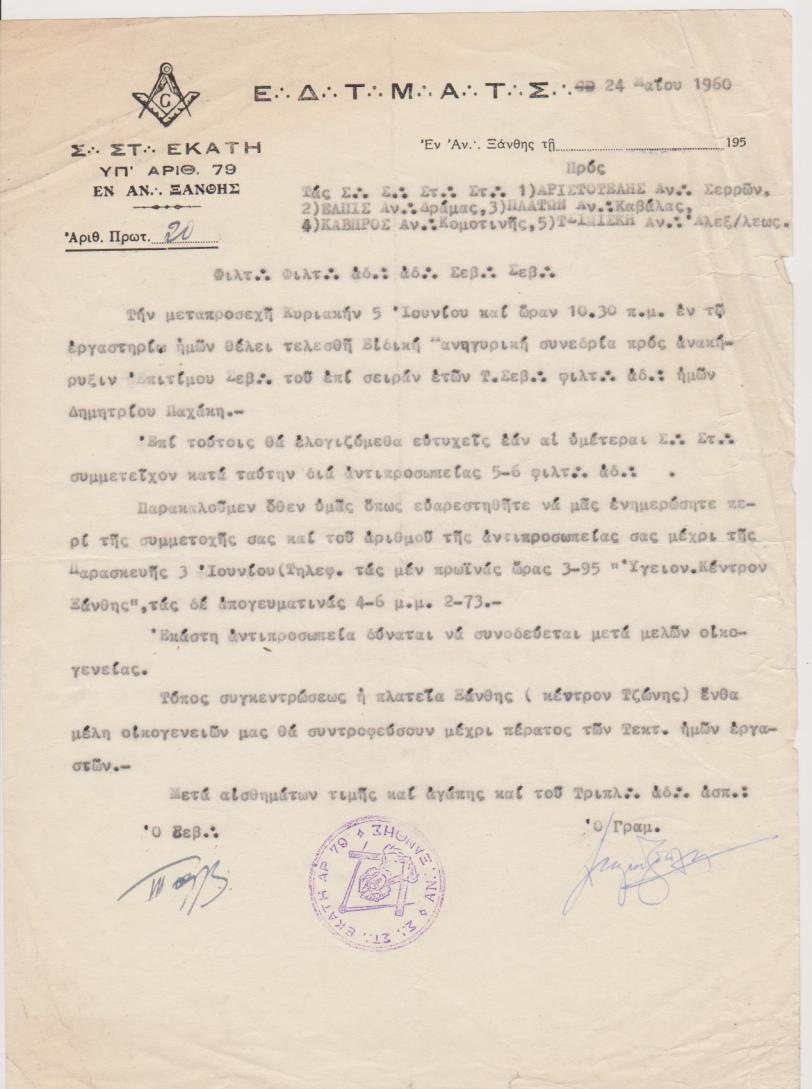 G
Ε∴ Δ∴ Τ∴ Μ∴ Α∴ Τ∴ Σ∴ 24 Μαΐου 1960
Σ∴ ΣΤ∴ ΕΚΑΤΗ
ΥΠ' ΑΡΙΘ. 79
ΕΝ ΑΝ∴ ΞΑΝΘΗΣ
Ἀριθ. Πρωτ. 20
Ἐν Ἀν∴ Ξάνθης τῇ 195
Πρός
Τάς Σ∴ Σ∴ Στ∴ Στ∴ 1)ΑΡΙΣΤΟΤΕΛΗΣ Αν∴ Σερρῶν,
2)ΕΛΠΙΣ Αν∴Δράμας,3)ΠΛΑΤΩΝ Αν∴Καβάλας,
4)ΚΑΒΗΡΟΣ Αν∴Κομοτινῆς,5)ΤΣΙΜΙΣΚΗ Αν∴'Αλεξ/λεως.
Φιλτ∴ Φιλτ∴ ἀδ∴ ἀδ∴ Σεβ∴ Σεβ∴
Τήν μεταπροσεχῆ Κυριακήν 5 Ἰουνίου καί ὥραν 10.30 π.μ. ἐν τῷ
ἐργαστηρίῳ ἡμῶν θέλει τελεσθῆ Εἰδική Πανηγυρική συνεδρία πρός ἀνακή-
ρυξιν Ἐπιτίμου Σεβ∴ τοῦ ἐπί σειράν ἐτῶν Τ.Σεβ∴ φιλτ∴ ἀδ∴ ἡμῶν
Δημητρίου Παχάκη.-
Ἐπί τούτοις θά ἐλογιζόμεθα εὐτυχεῖς ἐάν αἱ ὑμέτεραι Σ∴ Στ∴
συμμετεῖχον κατά ταύτην διά ἀντιπροσωπείας 5-6 φιλτ∴ ἀδ∴ .
Παρακαλοῦμεν ὅθεν ὑμᾶς ὅπως εὐαρεστηθῆτε νά μᾶς ἐνημερώσητε πε-
ρί τῆς συμμετοχῆς σας καί τοῦ ἀριθμοῦ τῆς ἀντιπροσωπείας σας μέχρι τῆς
Παρασκευῆς 3 Ἰουνίου(Τηλεφ. τάς μέν πρωϊνάς ὥρας 3-95 "Υγειον.Κέντρον
Ξάνθης",τάς δέ ἀπογευματινάς 4-6 μ.μ. 2-73.-
Ἐκάστη ἀντιπροσωπεία δύναται νά συνοδεύεται μετά μελῶν οἰκο-
γενείας.
Τόπος συγκεντρώσεως ἡ πλατεῖα Ξάνθης ( κέντρον Τζώνης) ἔνθα
μέλη οἰκογενειῶν μας θά συντροφεύσουν μέχρι πέρατος τῶν Τεκτ. ἡμῶν ἐργα-
σιῶν.-
Μετά αἰσθημάτων τιμῆς καί ἀγάπης καί τοῦ Τριπλ∴ ἀδ∴ ἀσπ∴
Ὁ Σεβ∴ Ὁ Γραμ.
Σ∴ ΣΤ∴ ΕΚΑΤΗ ΑΡ 79 ΑΝ∴ ΞΑΝΘΗΣ